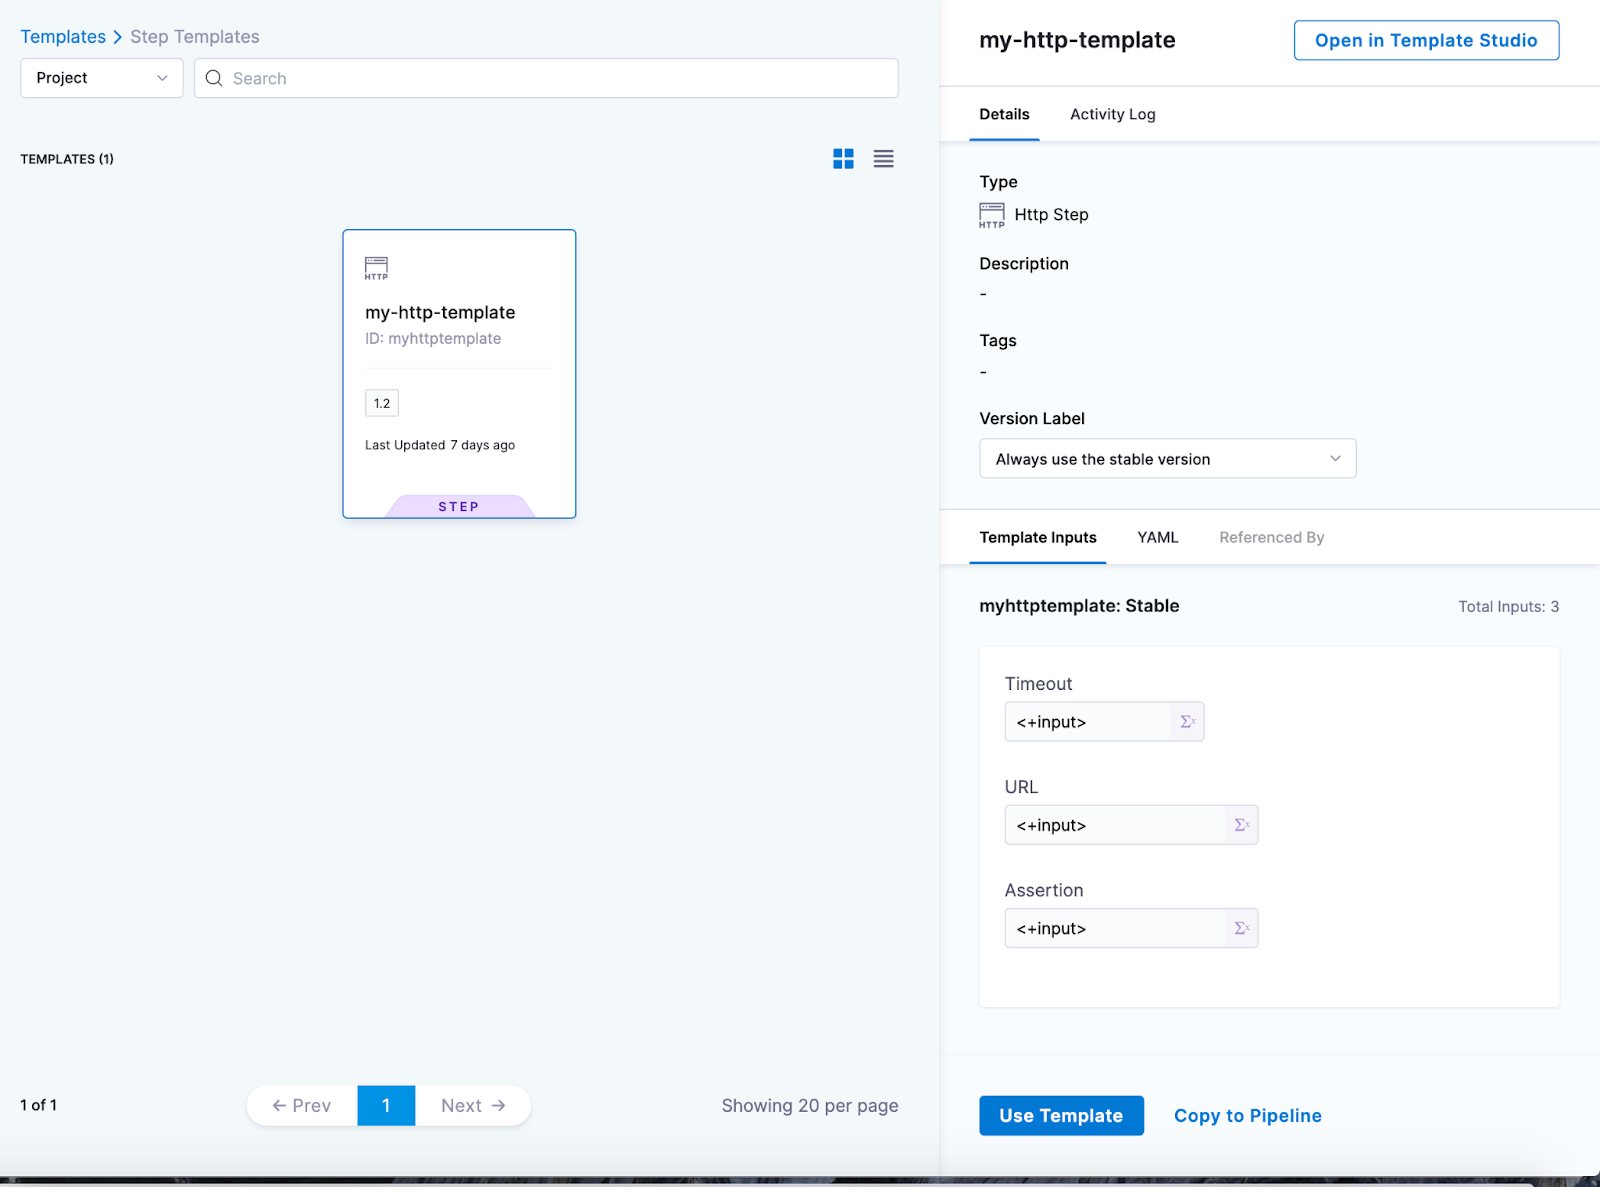 Templates > Step Templates
Project
Search
TEMPLATES (1)
HTTP
my-http-template
ID: myhttptemplate
1.2
Last Updated 7 days ago
STEP
1 of 1
← Prev
1
Next →
Showing 20 per page
my-http-template
Open in Template Studio
Details
Activity Log
Type
HTTP
Http Step
Description
-
Tags
-
Version Label
Always use the stable version
Template Inputs
YAML
Referenced By
myhttptemplate: Stable
Total Inputs: 3
Timeout
<+input>
Σx
URL
<+input>
Σx
Assertion
<+input>
Σx
Use Template
Copy to Pipeline